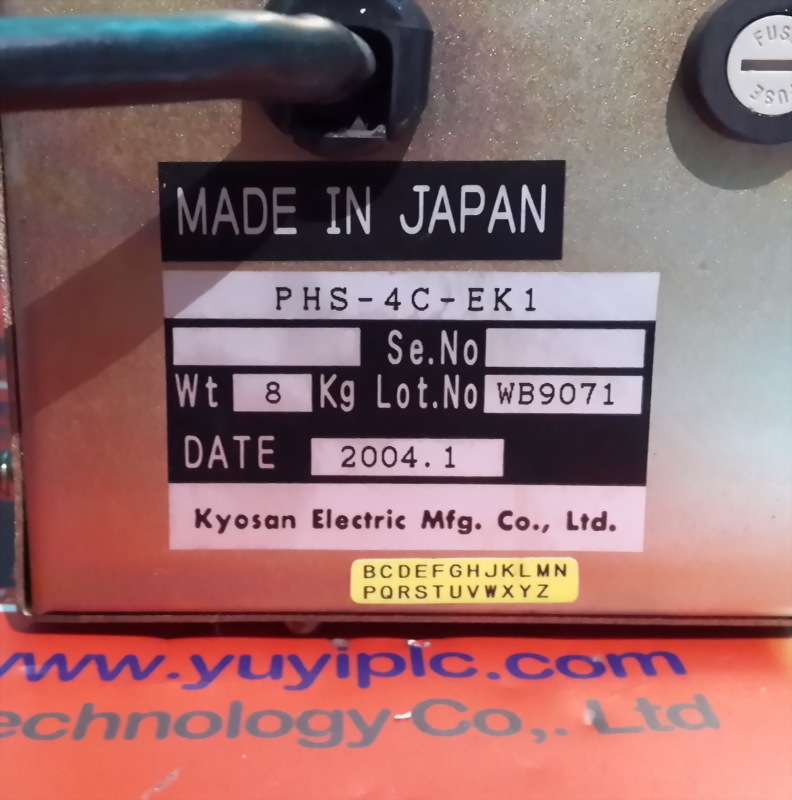 FUSE
FUSE
MADE IN JAPAN
PHS-4C-EK1
Se.No
Wt 8 Kg Lot.No WB9071
DATE 2004.1
Kyosan Electric Mfg. Co., Ltd.
BCDEFGHJKLMN
PQRSTUVWXYZ
www.yuyiplc.com
echnology Co,. Ltd